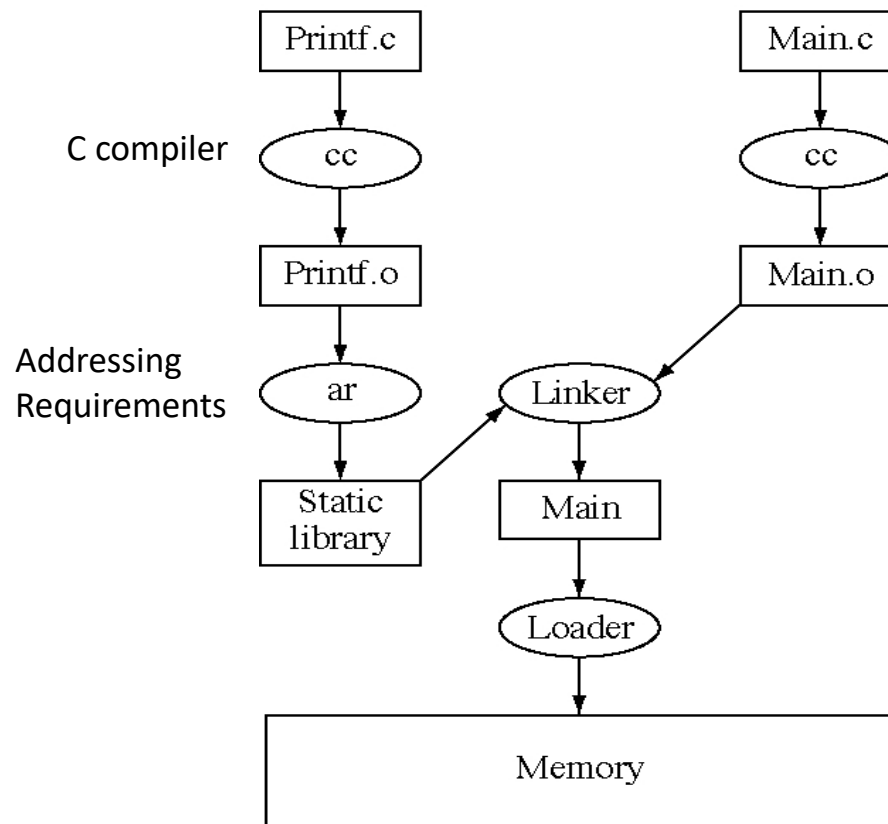 Printf.c
Main.c
C compiler
cc
cc
Printf.o
Main.o
Addressing
Requirements
ar
Linker
Static
library
Main
Loader
Memory